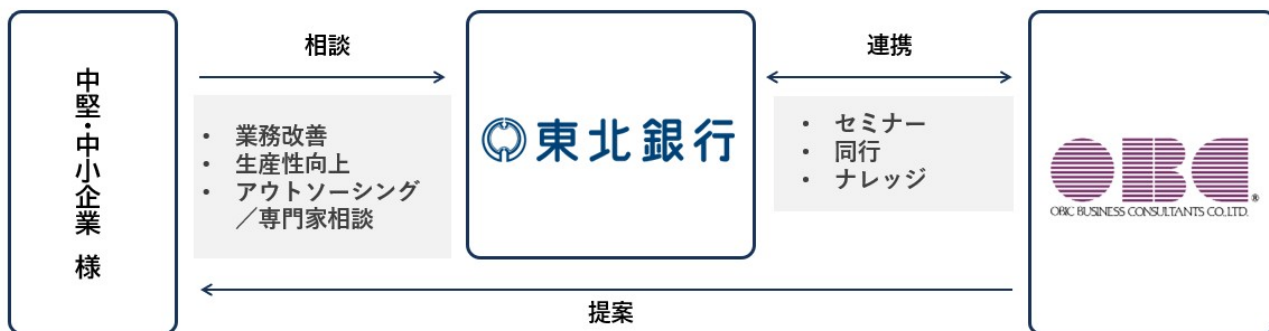 中堅・中小企業 様
相談
• 業務改善
• 生産性向上
• アウトソーシング
／専門家相談
東北銀行
連携
• セミナー
• 同行
• ナレッジ
OBC®
OBIC BUSINESS CONSULTANTS CO.,LTD.
提案